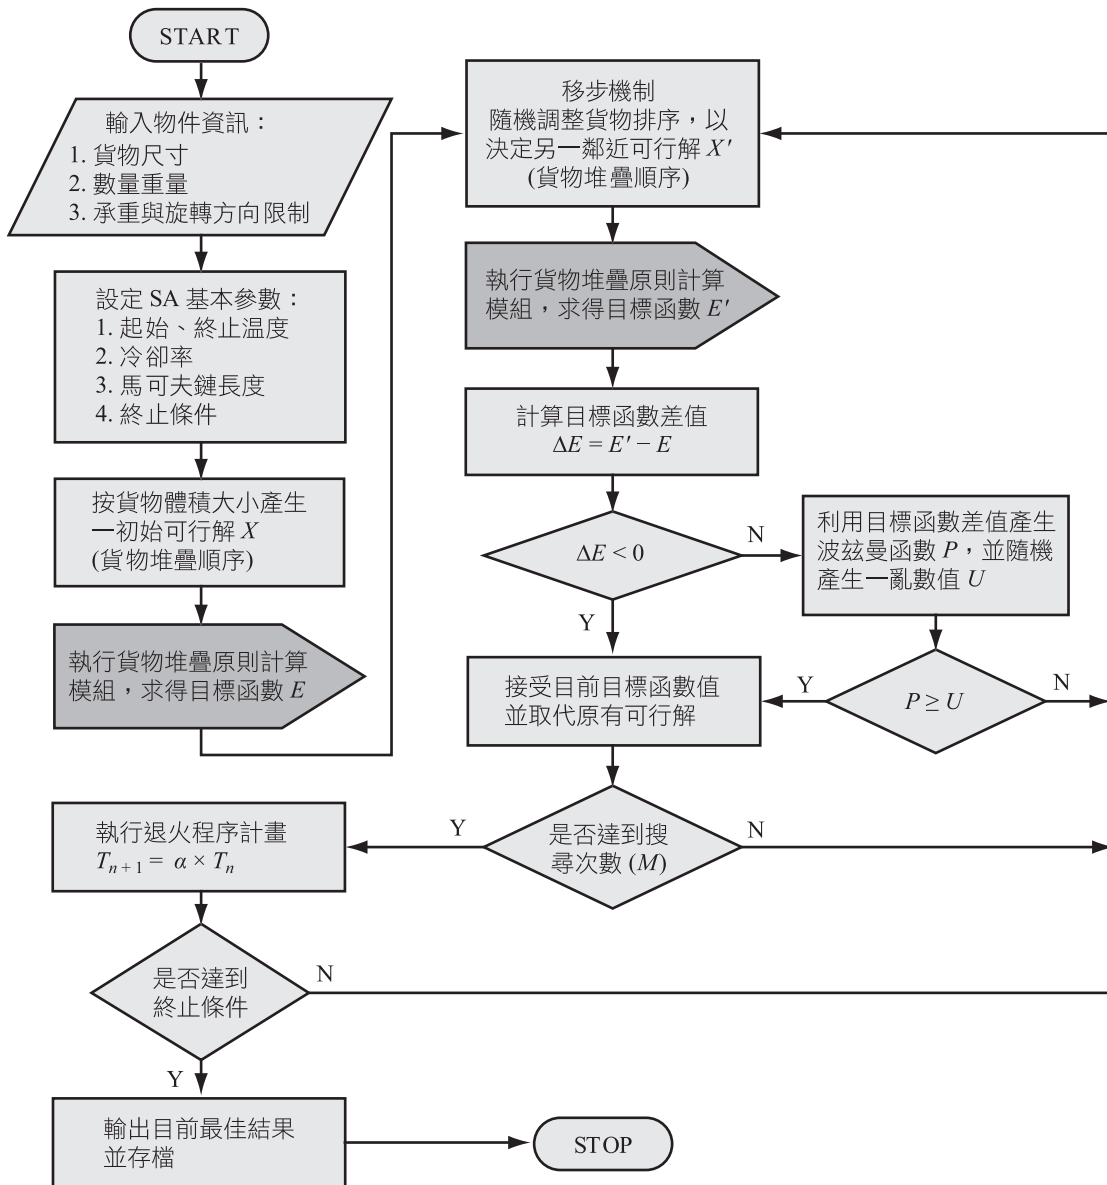 START
輸入物件資訊：
1. 貨物尺寸
2. 數量重量
3. 承重與旋轉方向限制
設定 SA 基本參數：
1. 起始、終止溫度
2. 冷卻率
3. 馬可夫鏈長度
4. 終止條件
按貨物體積大小產生
一初始可行解 X
(貨物堆疊順序)
執行貨物堆疊原則計算
模組，求得目標函數 E
移步機制
隨機調整貨物排序，以
決定另一鄰近可行解 X′
(貨物堆疊順序)
執行貨物堆疊原則計算
模組，求得目標函數 E′
計算目標函數差值
ΔE = E′ − E
ΔE < 0
N
Y
利用目標函數差值產生
波茲曼函數 P，並隨機
產生一亂數值 U
P ≥ U
Y
N
接受目前目標函數值
並取代原有可行解
是否達到搜
尋次數 (M)
Y
N
執行退火程序計畫
Tn + 1 = α × Tn
是否達到
終止條件
N
Y
輸出目前最佳結果
並存檔
STOP